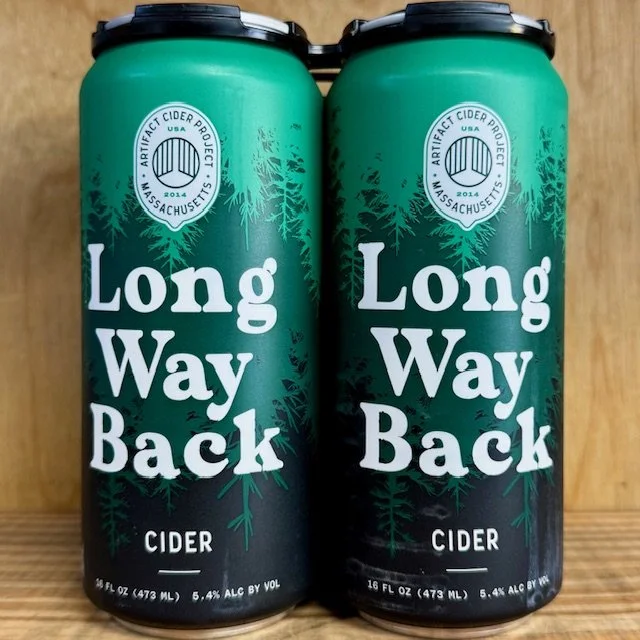 ARTIFACT CIDER PROJECT
USA
2014
MASSACHUSETTS
Long
Way
Back
CIDER
16 FL OZ (473 ML) 5.4% ALC BY VOL
ARTIFACT CIDER PROJECT
USA
2014
MASSACHUSETTS
Long
Way
Back
CIDER
16 FL OZ (473 ML) 5.4% ALC BY VOL